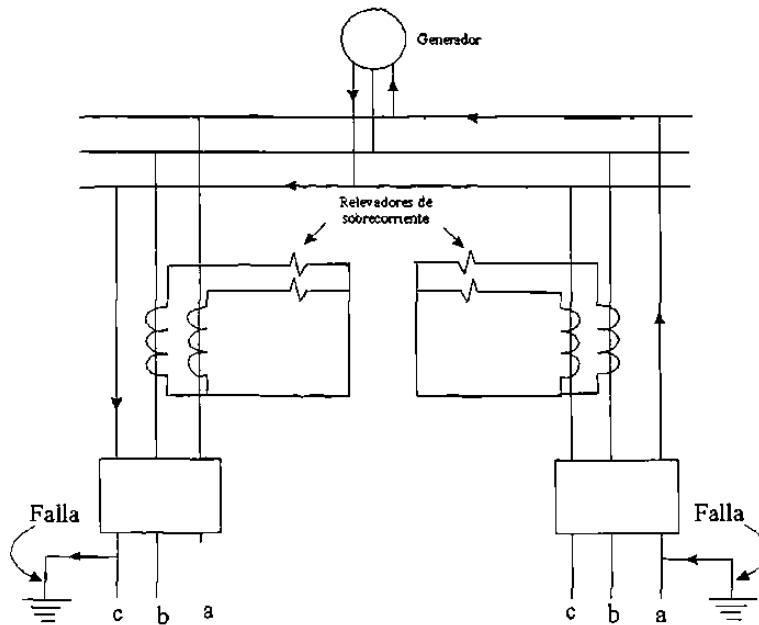 Generador
Relevadores de
sobrecorriente
Falla
Falla
c b a
c b a